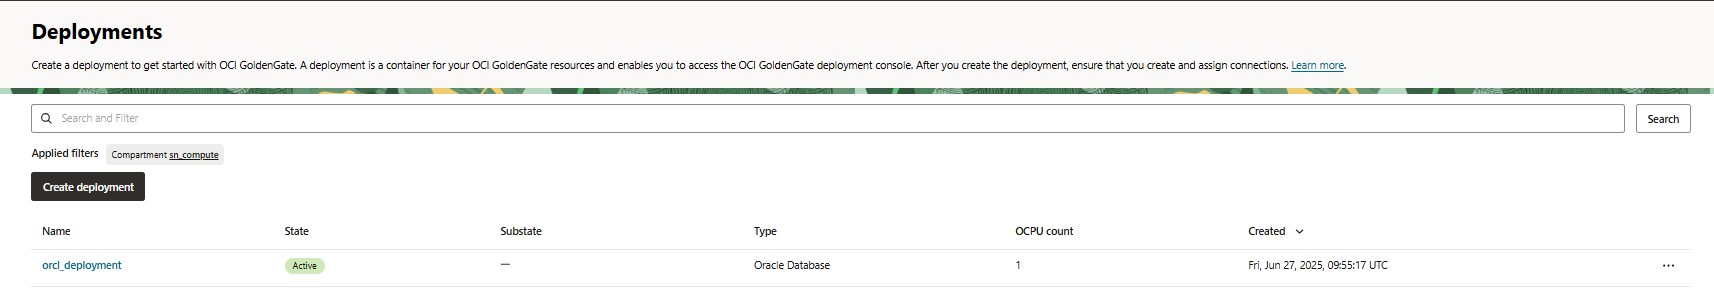 Deployments
Create a deployment to get started with OCI GoldenGate. A deployment is a container for your OCI GoldenGate resources and enables you to access the OCI GoldenGate deployment console. After you create the deployment, ensure that you create and assign connections. Learn more.
Search and Filter
Search
Applied filters Compartment sn_compute
Create deployment
Name State Substate Type OCPU count Created
orcl_deployment Active — Oracle Database 1 Fri, Jun 27, 2025, 09:55:17 UTC